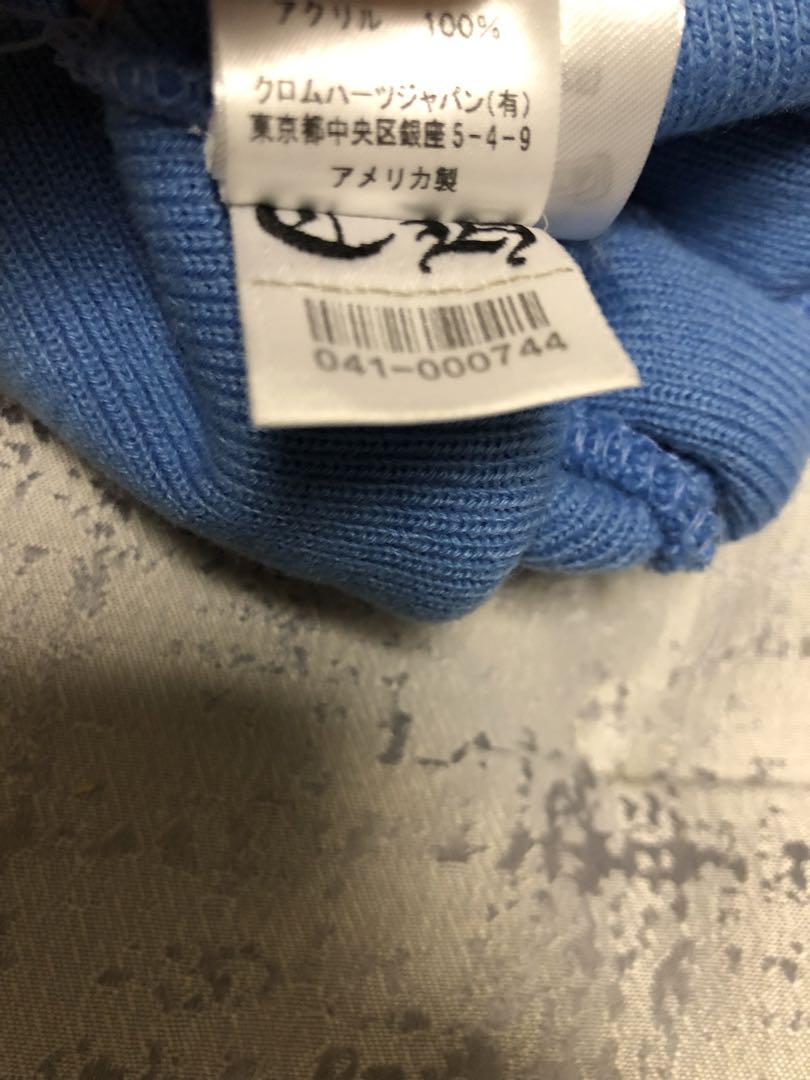 アクリル 100%
クロムハーツジャパン(有)
東京都中央区銀座5-4-9
アメリカ製
041-000744